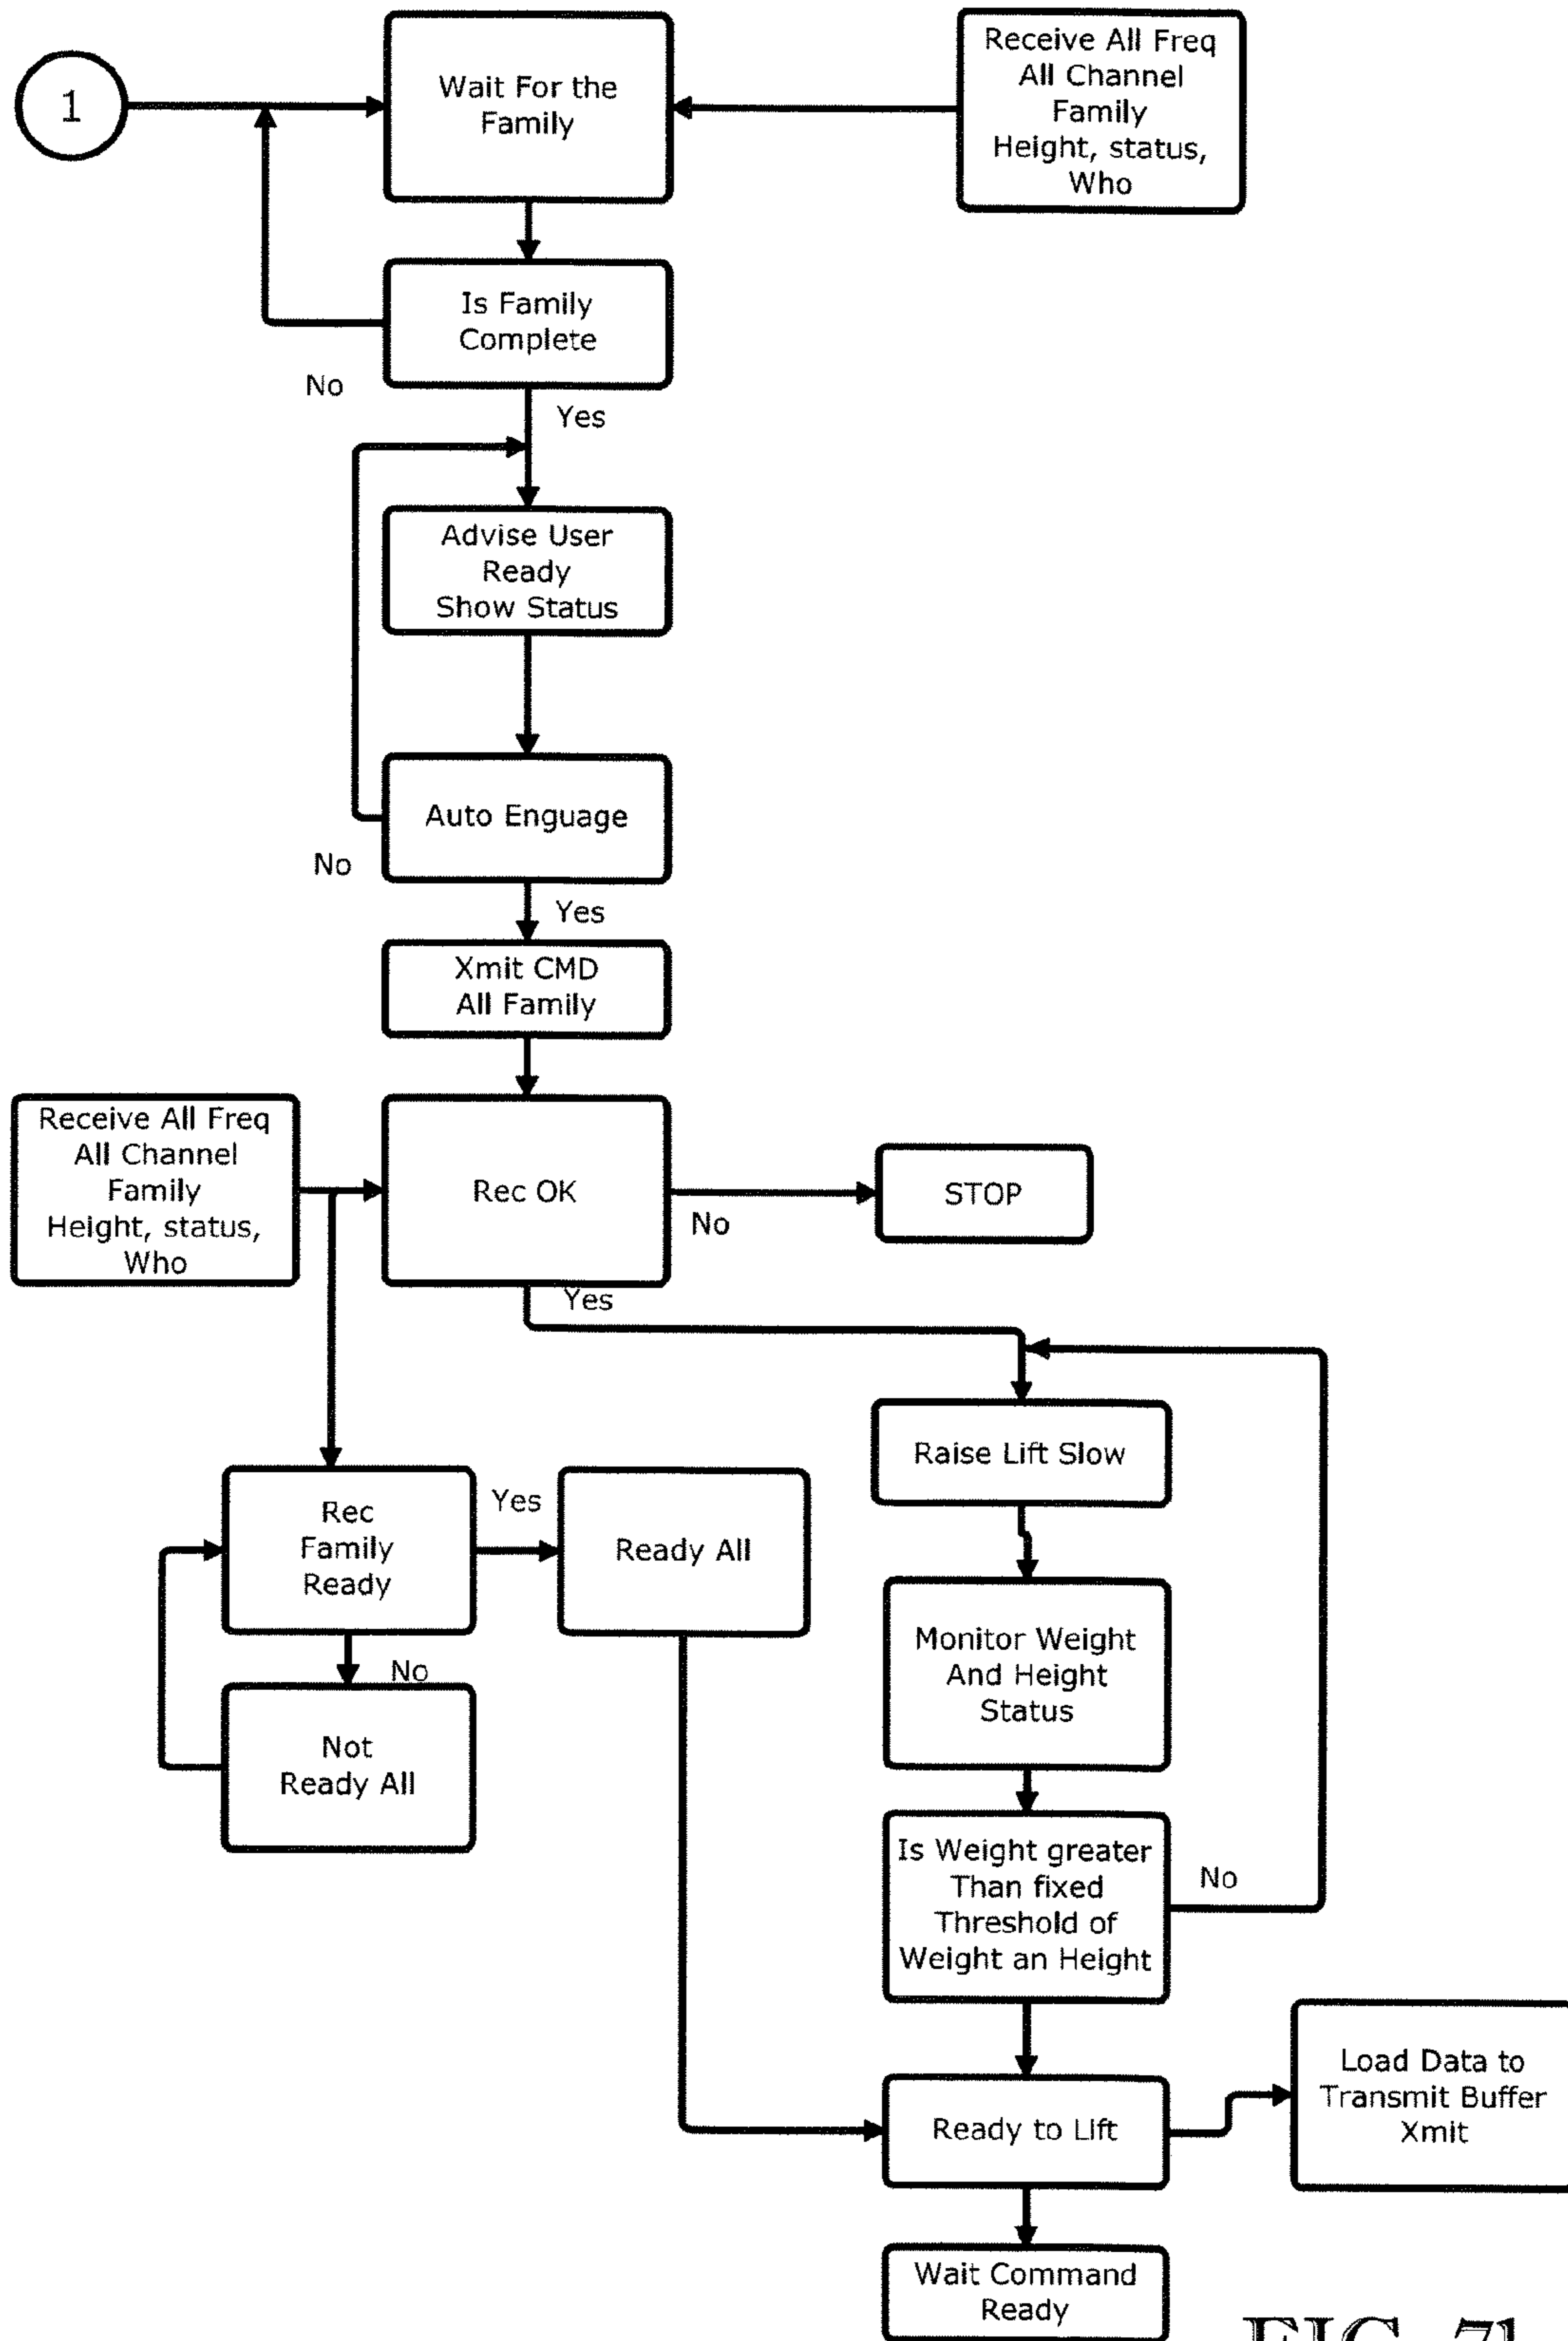 1
Wait For the
Family
Receive All Freq
All Channel
Family
Height, status,
Who
Is Family
Complete
No
Yes
Advise User
Ready
Show Status
Auto Enguage
No
Yes
Xmit CMD
All Family
Receive All Freq
All Channel
Family
Height, status,
Who
Rec OK
No
STOP
Yes
Raise Lift Slow
Rec
Family
Ready
Yes
Ready All
No
Not
Ready All
Monitor Weight
And Height
Status
Is Weight greater
Than fixed
Threshold of
Weight an Height
No
Ready to Lift
Load Data to
Transmit Buffer
Xmit
Wait Command
Ready
FIG.